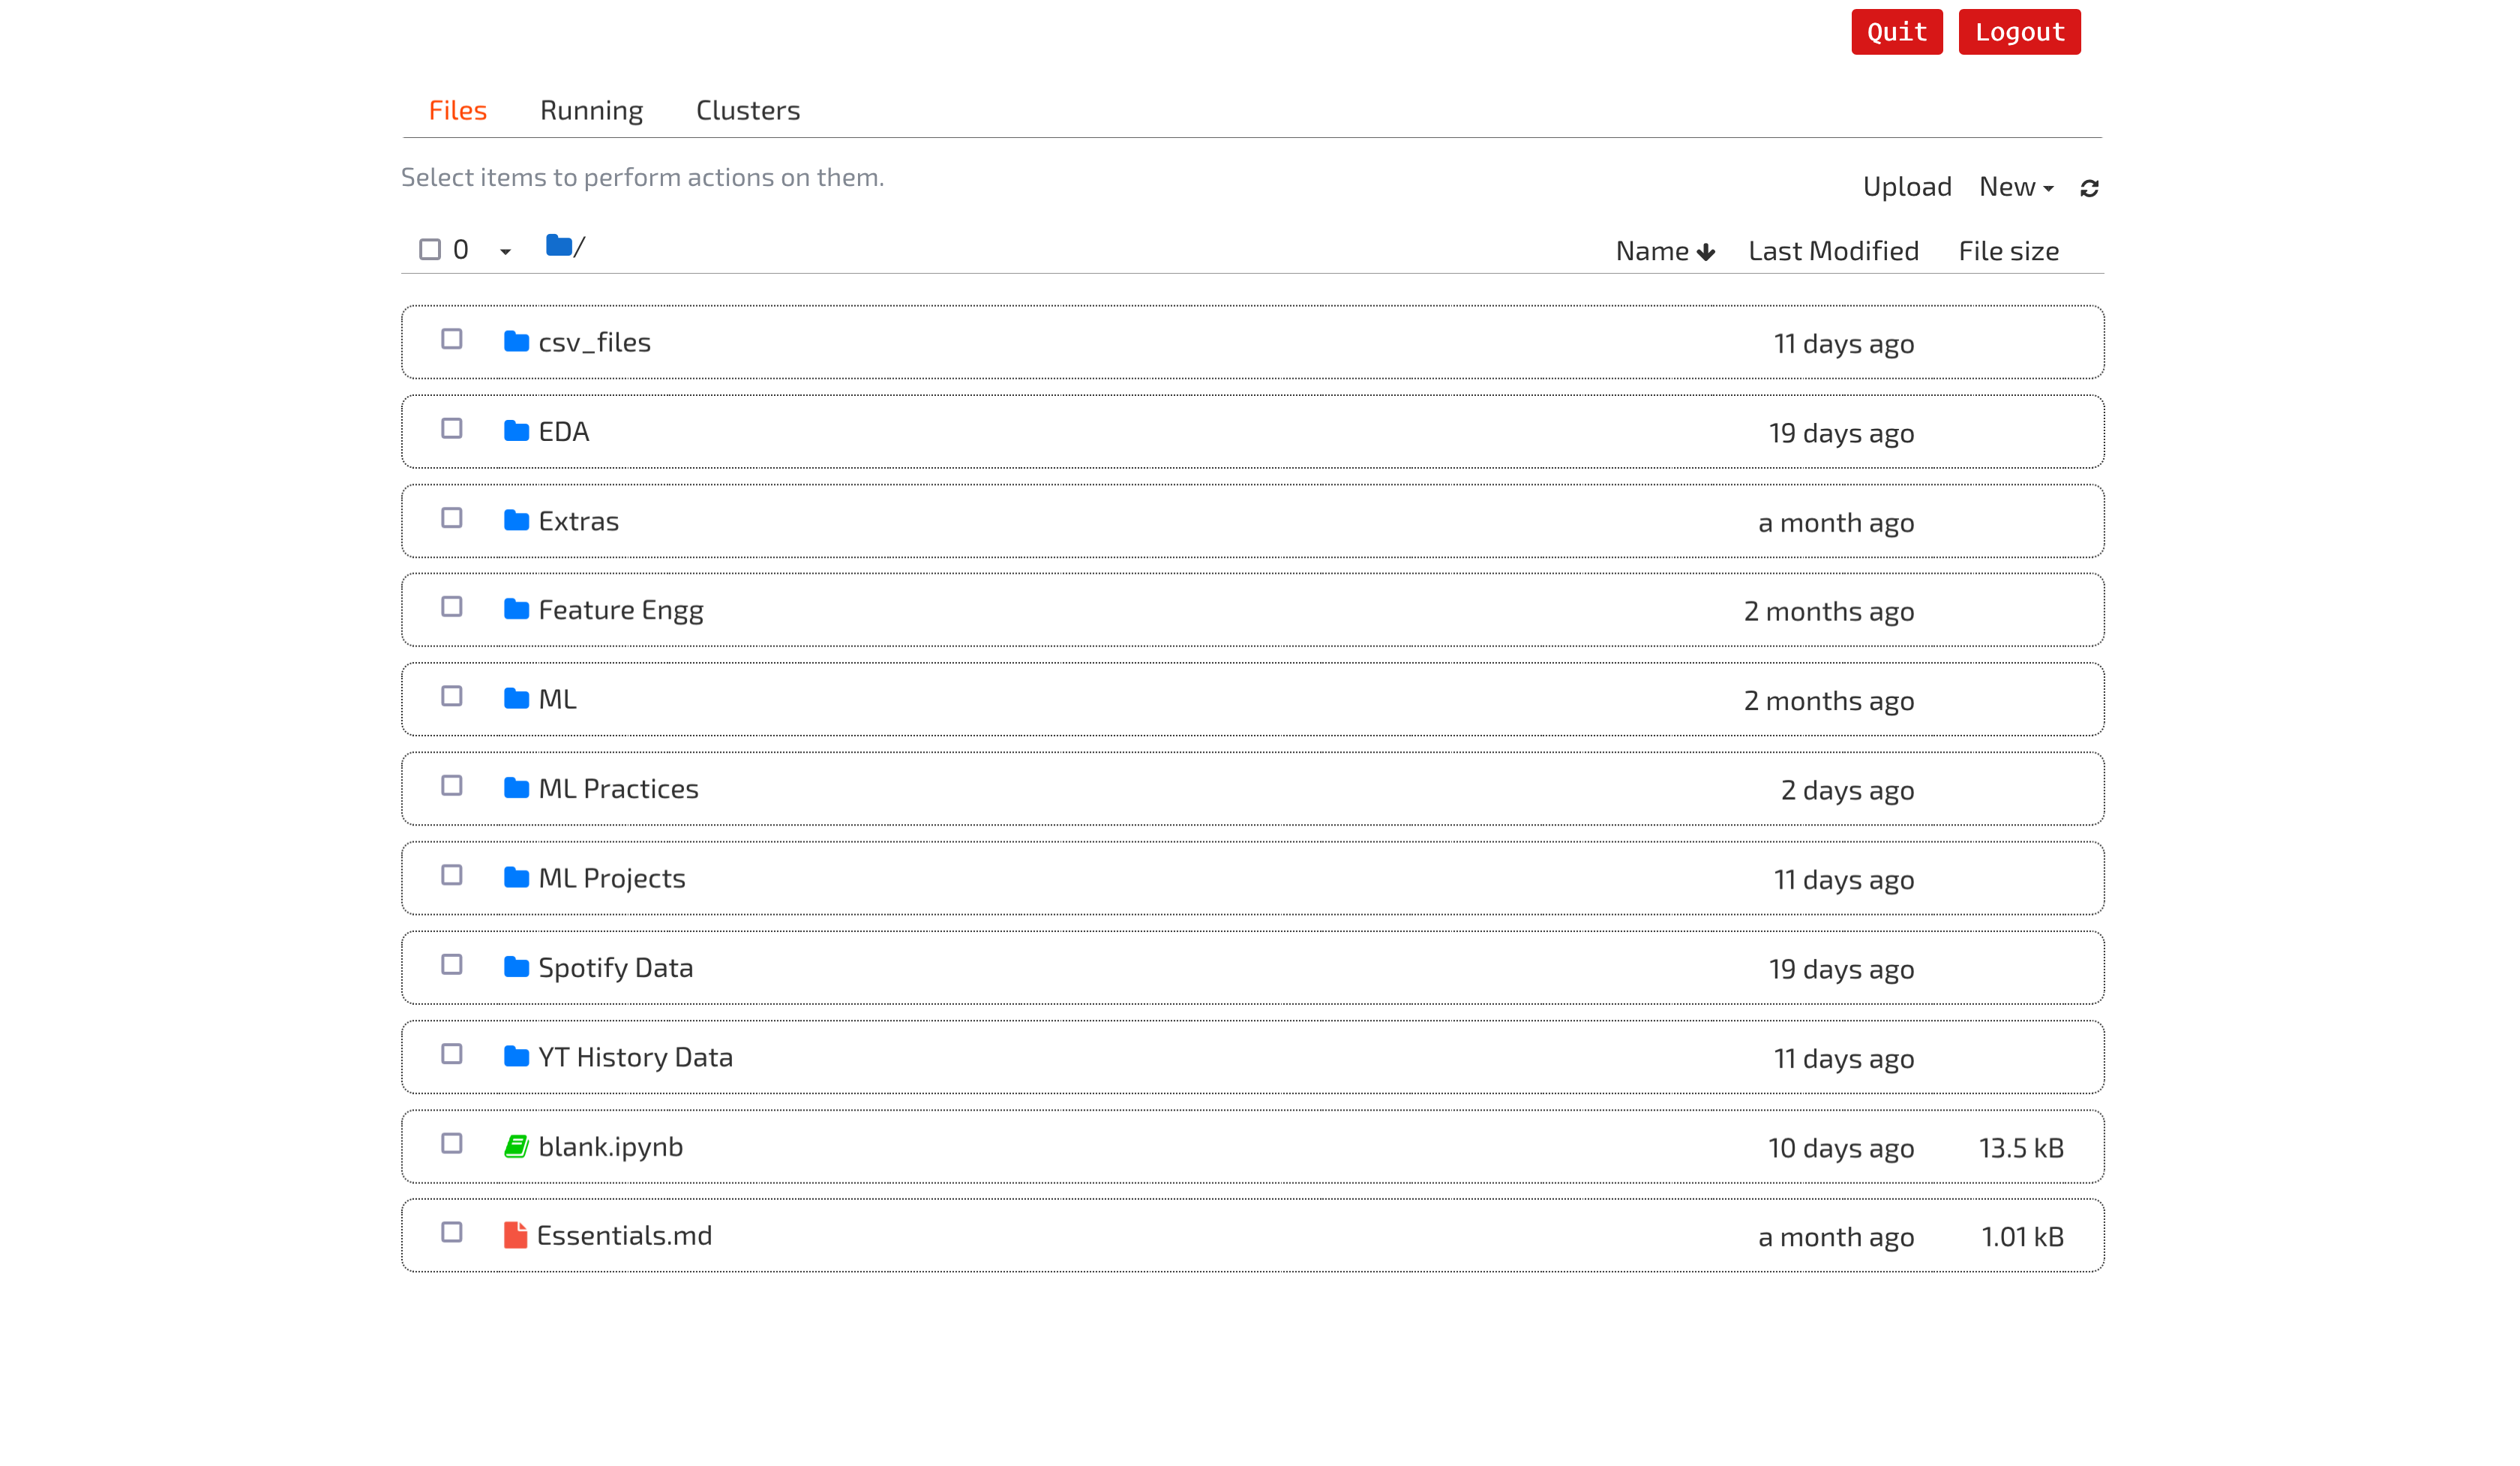 Quit Logout
Files Running Clusters
Select items to perform actions on them.
Upload New
0 /
Name Last Modified File size
csv_files 11 days ago
EDA 19 days ago
Extras a month ago
Feature Engg 2 months ago
ML 2 months ago
ML Practices 2 days ago
ML Projects 11 days ago
Spotify Data 19 days ago
YT History Data 11 days ago
blank.ipynb 10 days ago 13.5 kB
Essentials.md a month ago 1.01 kB